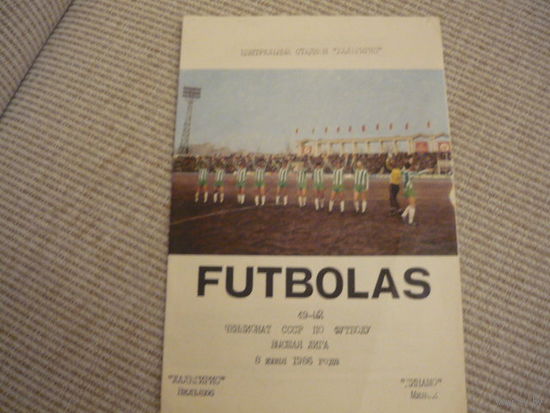 ЦЕНТРАЛЬНЫЙ СТАДИОН "ЖАЛЬГИРИС"
FUTBOLAS
49-ый
ЧЕМПИОНАТ СССР ПО ФУТБОЛУ
ВЫСШАЯ ЛИГА
8 1986 года
"ЖАЛЬГИРИС" "ДИНАМО"
Вильнюс Минск